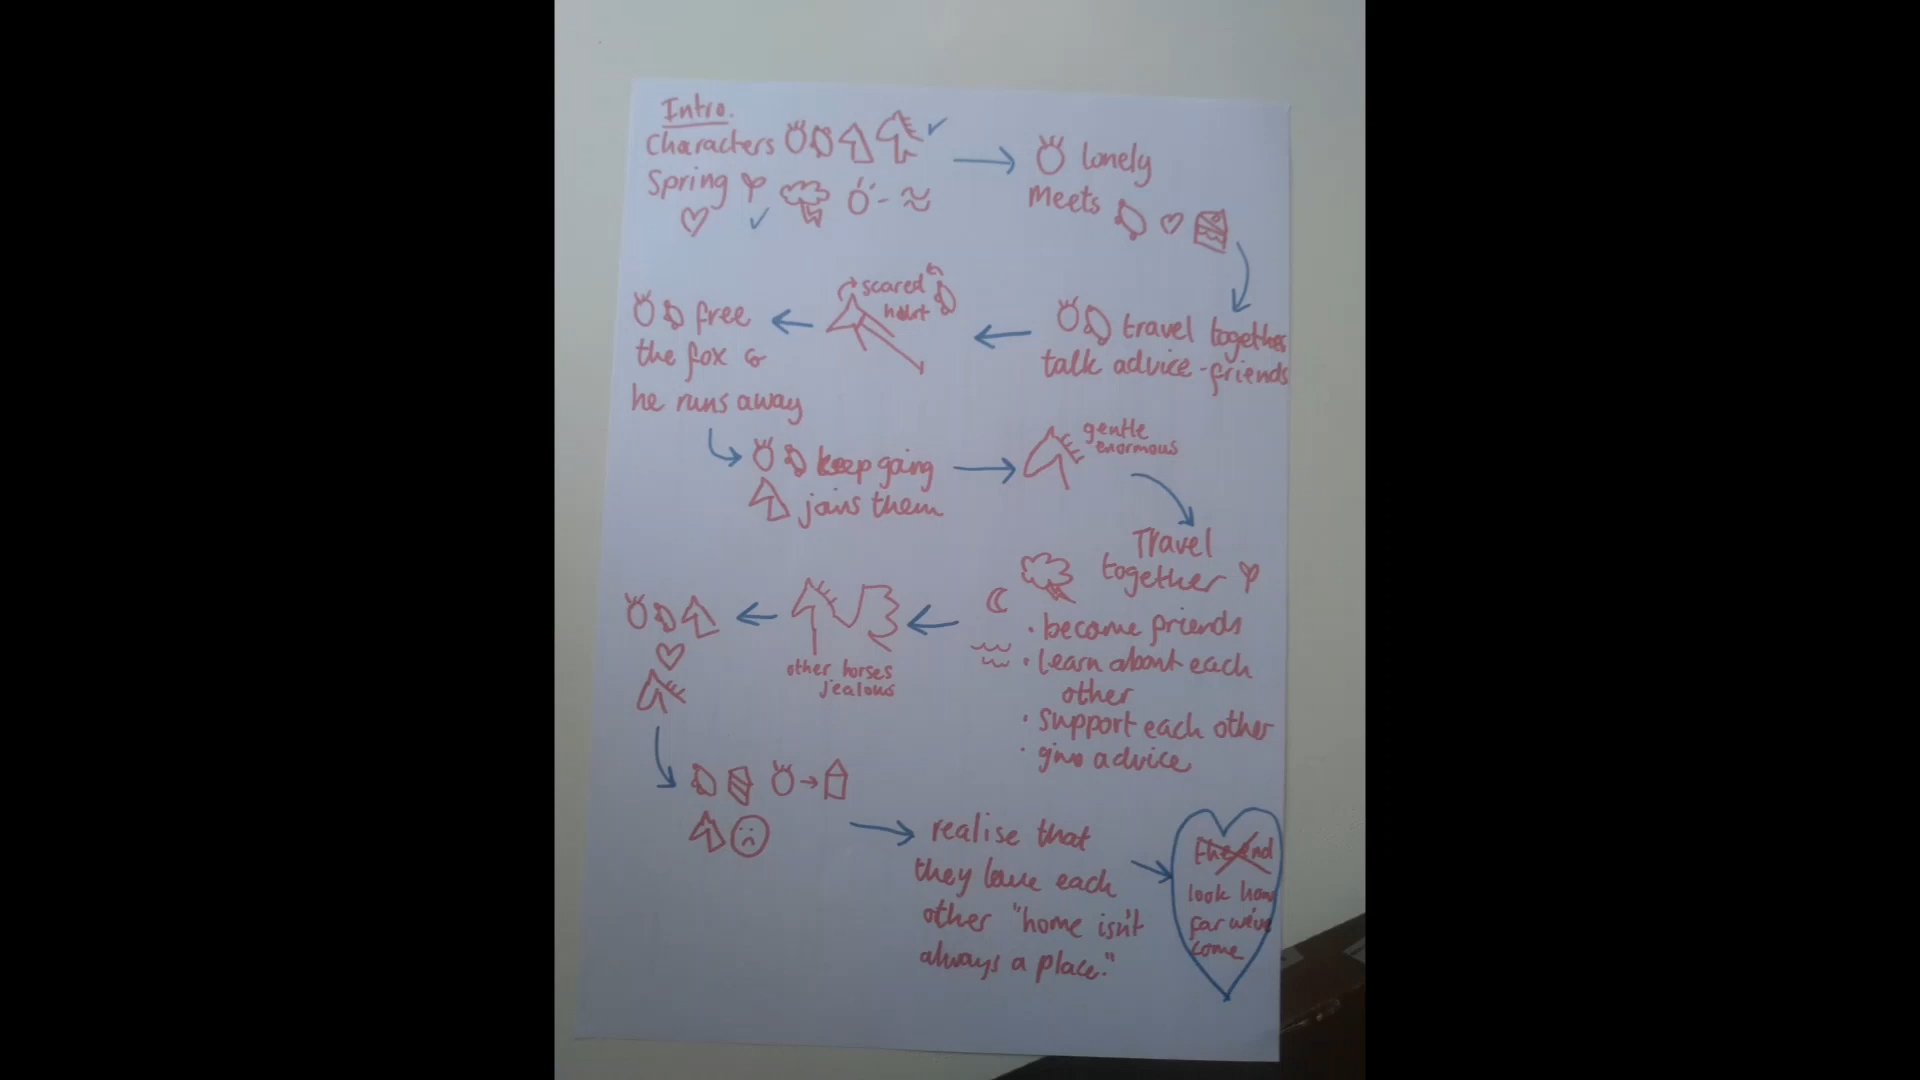 Intro.
Characters
Spring
lonely
meets
travel together
talk advice - friends
scared
hurt
free
the fox &
he runs away
keep going
joins them
gentle
enormous
Travel
together
• become friends
• learn about each
other
• support each other
• give advice
other horses
jealous
realise that
they love each
other "home isn't
always a place."
the end
look how
far we've
come